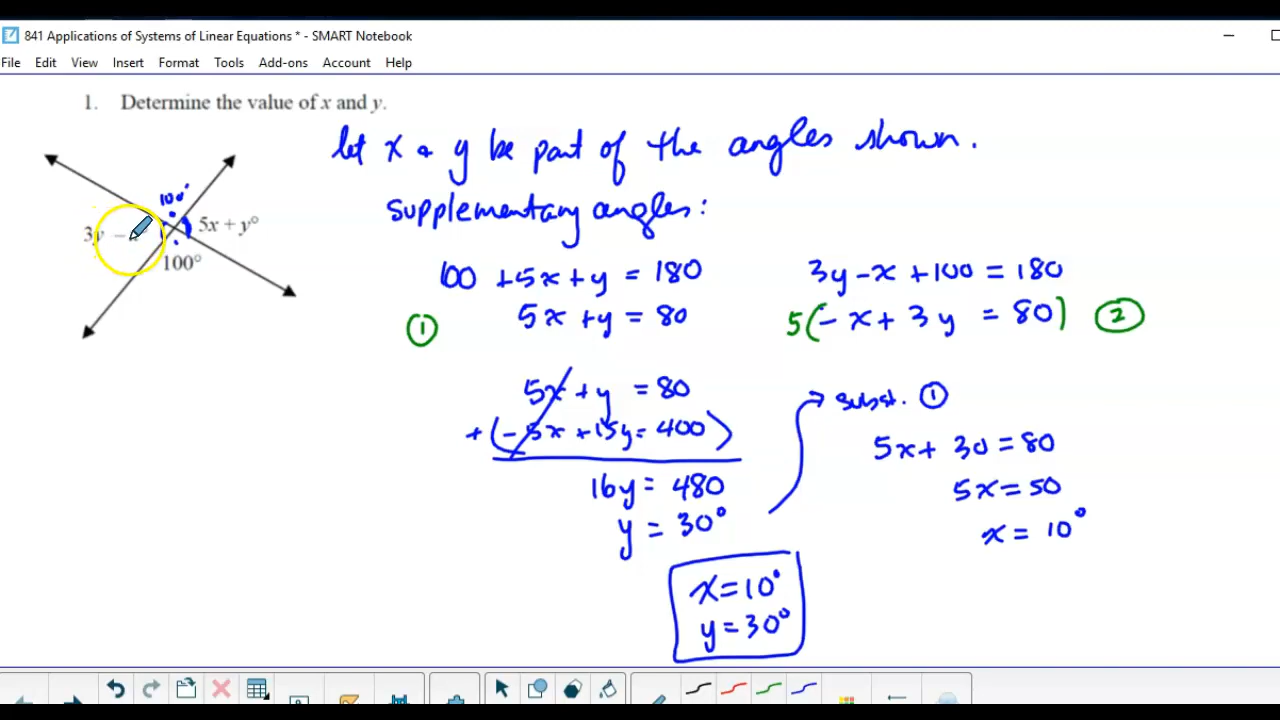 841 Applications of Systems of Linear Equations * - SMART Notebook
File Edit View Insert Format Tools Add-ons Account Help
1. Determine the value of x and y.
let x & y be part of the angles shown.
100°
5x + y°
3y –
100°
supplementary angles:
100 + 5x + y = 180
5x + y = 80
①
3y - x + 100 = 180
5(- x + 3y = 80) ②
5x + y = 80
+ (- 5x + 15y = 400)
16y = 480
y = 30°
subst. ①
5x + 30 = 80
5x = 50
x = 10°
x = 10°
y = 30°